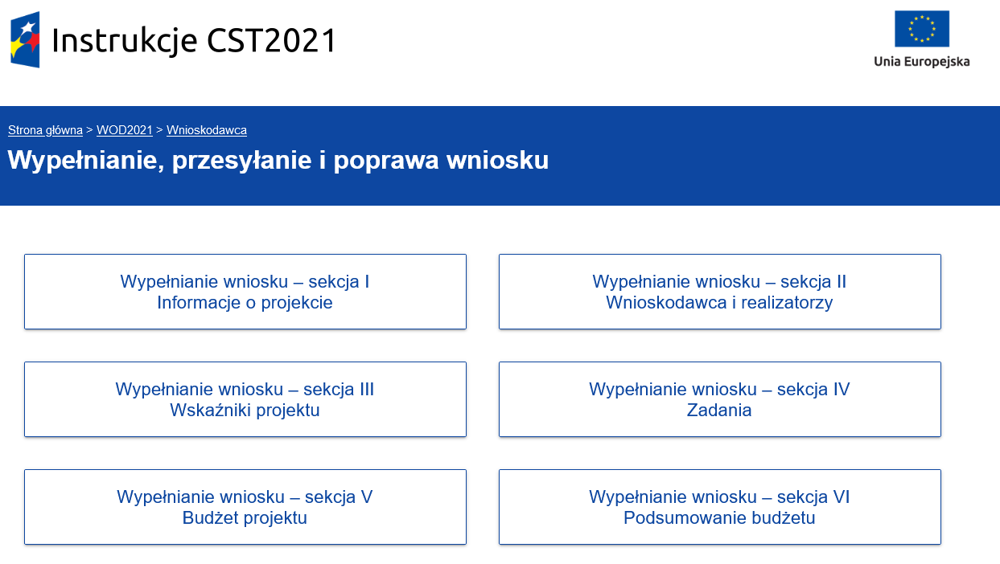 Instrukcje CST2021
Unia Europejska
Strona główna > WOD2021 > Wnioskodawca
Wypełnianie, przesyłanie i poprawa wniosku
Wypełnianie wniosku – sekcja I
Informacje o projekcie
Wypełnianie wniosku – sekcja II
Wnioskodawca i realizatorzy
Wypełnianie wniosku – sekcja III
Wskaźniki projektu
Wypełnianie wniosku – sekcja IV
Zadania
Wypełnianie wniosku – sekcja V
Budżet projektu
Wypełnianie wniosku – sekcja VI
Podsumowanie budżetu